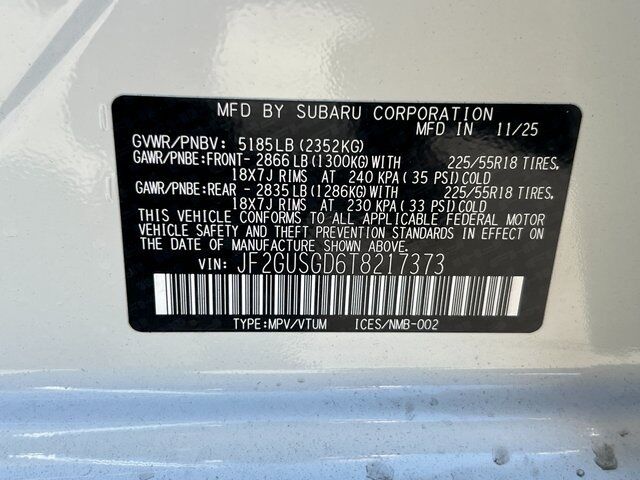 MFD BY SUBARU CORPORATION
MFD IN 11/25
GVWR/PNBV: 5185LB (2352KG)
GAWR/PNBE:FRONT- 2866 LB (1300KG) WITH 225/55R18 TIRES,
18X7J RIMS AT 240 KPA (35 PSI) COLD
GAWR/PNBE:REAR - 2835 LB (1286KG) WITH 225/55R18 TIRES,
18X7J RIMS AT 230 KPA (33 PSI) COLD
THIS VEHICLE CONFORMS TO ALL APPLICABLE FEDERAL MOTOR
VEHICLE SAFETY AND THEFT PREVENTION STANDARDS IN EFFECT
ON THE DATE OF MANUFACTURE SHOWN ABOVE.
VIN: JF2GUSGD6T8217373
TYPE:MPV/VTUM ICES/NMB-002